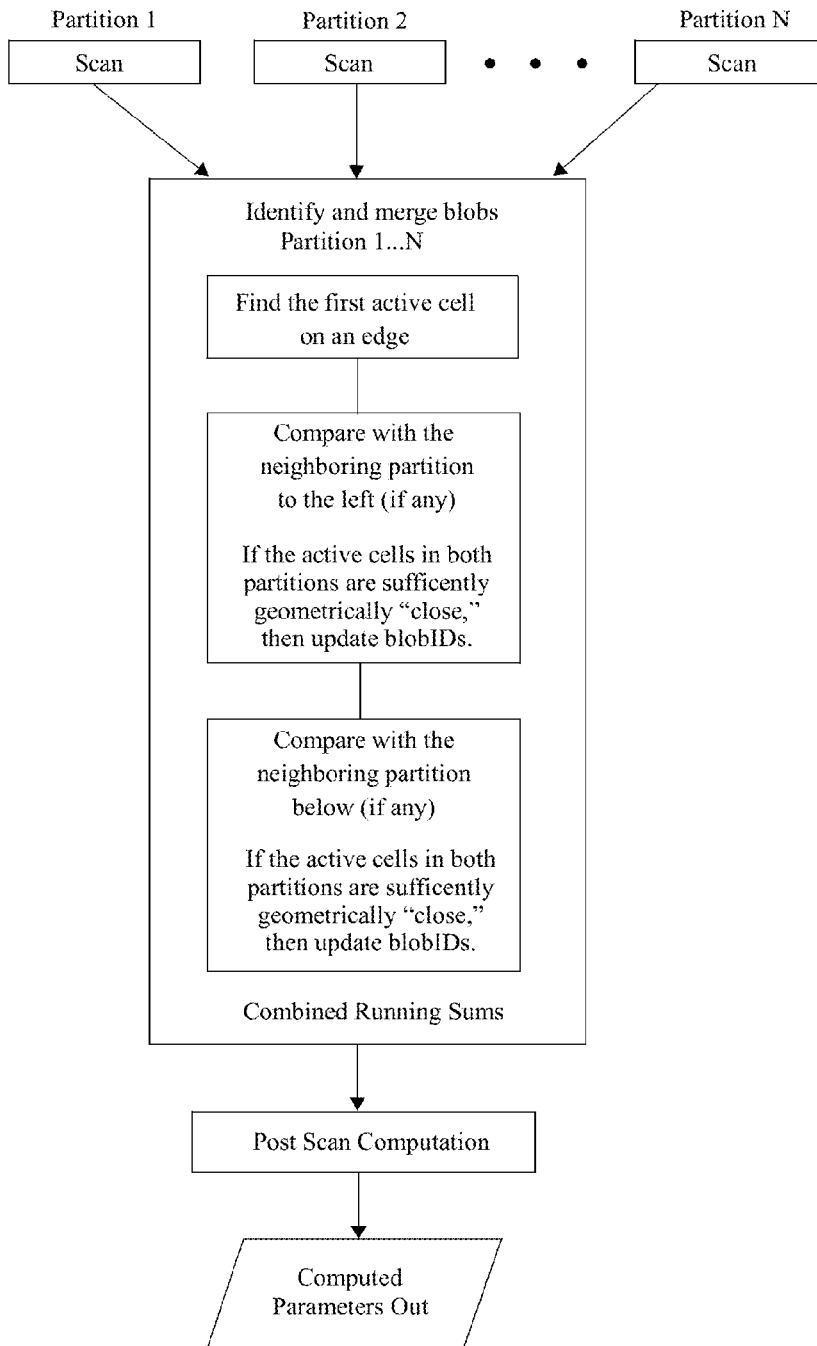 Partition 1
Partition 2
Partition N
Scan
Scan
Scan
Identify and merge blobs
Partition 1...N
Find the first active cell
on an edge
Compare with the
neighboring partition
to the left (if any)
If the active cells in both
partitions are sufficently
geometrically “close,”
then update blobIDs.
Compare with the
neighboring partition
below (if any)
If the active cells in both
partitions are sufficently
geometrically “close,”
then update blobIDs.
Combined Running Sums
Post Scan Computation
Computed
Parameters Out